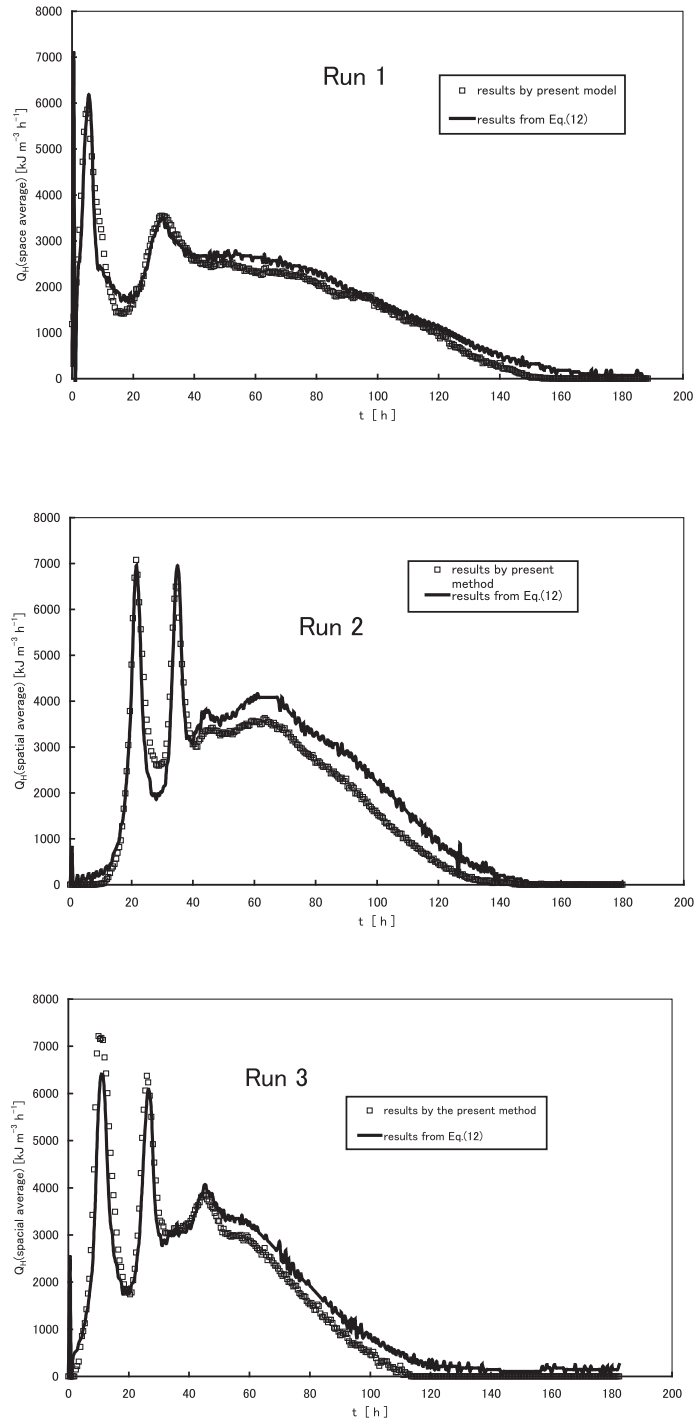 8000
7000
6000
5000
4000
3000
2000
1000
0
Q_H(space average) [kJ m⁻³ h⁻¹]
Run 1
results by present model
results from Eq.(12)
0 20 40 60 80 100 120 140 160 180 200
t [ h ]
8000
7000
6000
5000
4000
3000
2000
1000
0
Q_H(spatial average) [kJ m⁻³ h⁻¹]
Run 2
results by present
method
results from Eq.(12)
0 20 40 60 80 100 120 140 160 180 200
t [ h ]
8000
7000
6000
5000
4000
3000
2000
1000
0
Q_H(spacial average) [kJ m⁻³ h⁻¹]
Run 3
results by the present method
results from Eq.(12)
0 20 40 60 80 100 120 140 160 180 200
t [ h ]